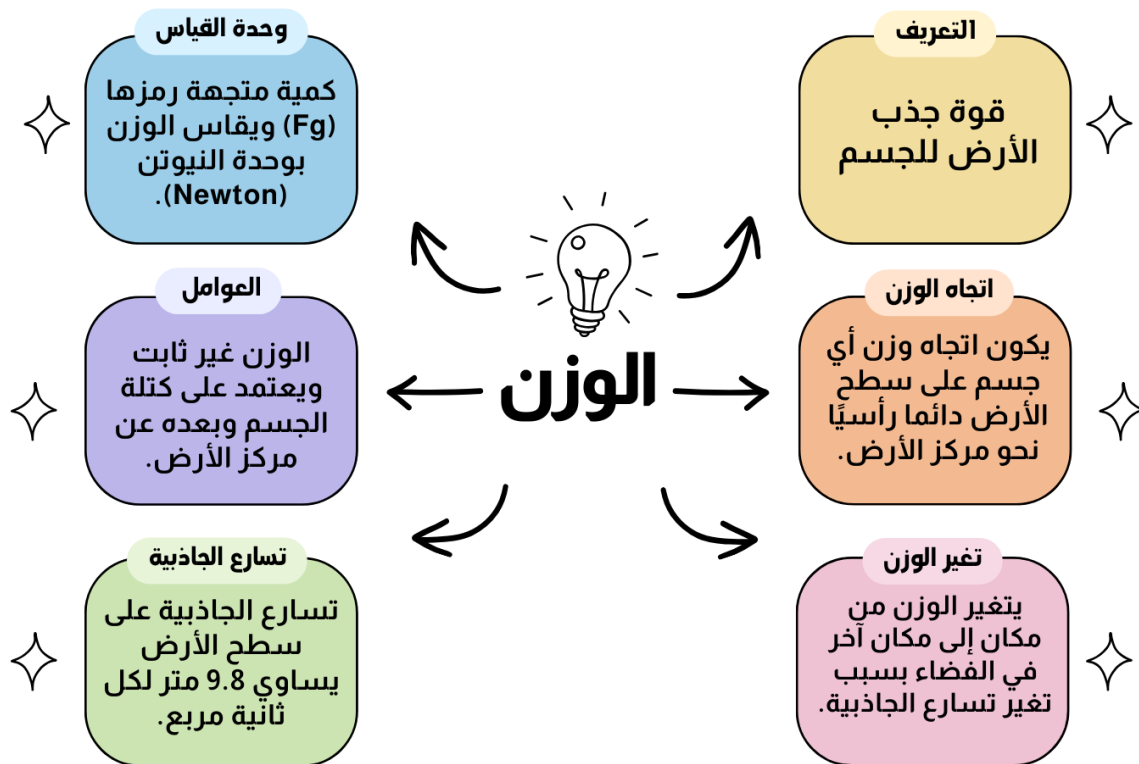 التعريف
قوة جذب
الأرض للجسم
وحدة القياس
كمية متجهة رمزها
(Fg) ويقاس الوزن
بوحدة النيوتن
(Newton).
الوزن
اتجاه الوزن
يكون اتجاه وزن أي
جسم على سطح
الأرض دائما رأسيًا
نحو مركز الأرض.
العوامل
الوزن غير ثابت
ويعتمد على كتلة
الجسم وبعده عن
مركز الأرض.
تغير الوزن
يتغير الوزن من
مكان إلى مكان آخر
في الفضاء بسبب
تغير تسارع الجاذبية.
تسارع الجاذبية
تسارع الجاذبية على
سطح الأرض
يساوي 9.8 متر لكل
ثانية مربع.